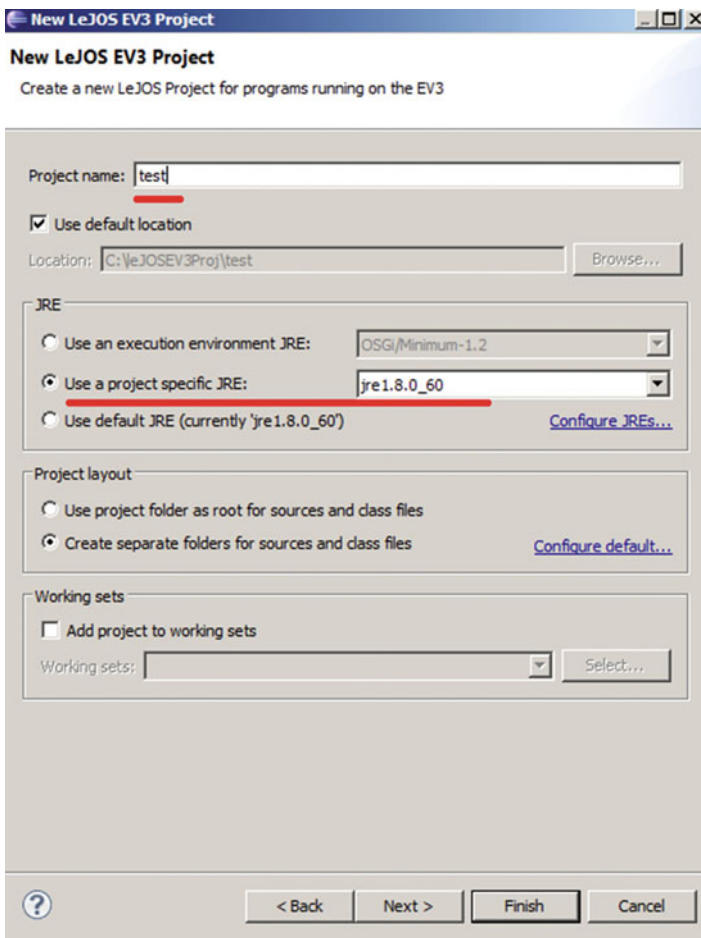 New LeJOS EV3 Project
New LeJOS EV3 Project
Create a new LeJOS Project for programs running on the EV3
Project name: test
Use default location
Location: C:\leJOSEV3Proj\test Browse...
JRE
Use an execution environment JRE: OSGi/Minimum-1.2
Use a project specific JRE: jre1.8.0_60
Use default JRE (currently 'jre1.8.0_60') Configure JREs...
Project layout
Use project folder as root for sources and class files
Create separate folders for sources and class files Configure default...
Working sets
Add project to working sets
Working sets: Select...
? < Back Next > Finish Cancel